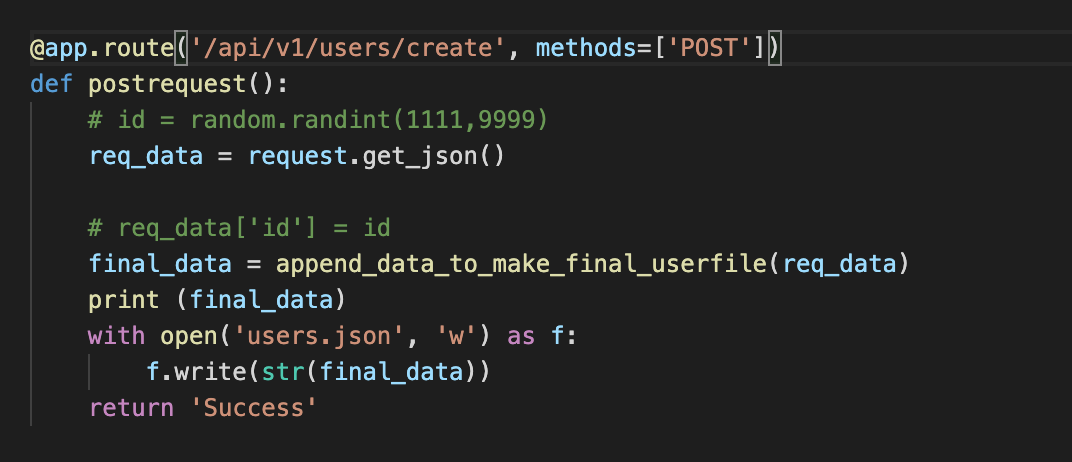 @app.route('/api/v1/users/create', methods=['POST'])
def postrequest():
    # id = random.randint(1111,9999)
    req_data = request.get_json()

    # req_data['id'] = id
    final_data = append_data_to_make_final_userfile(req_data)
    print (final_data)
    with open('users.json', 'w') as f:
        f.write(str(final_data))
    return 'Success'